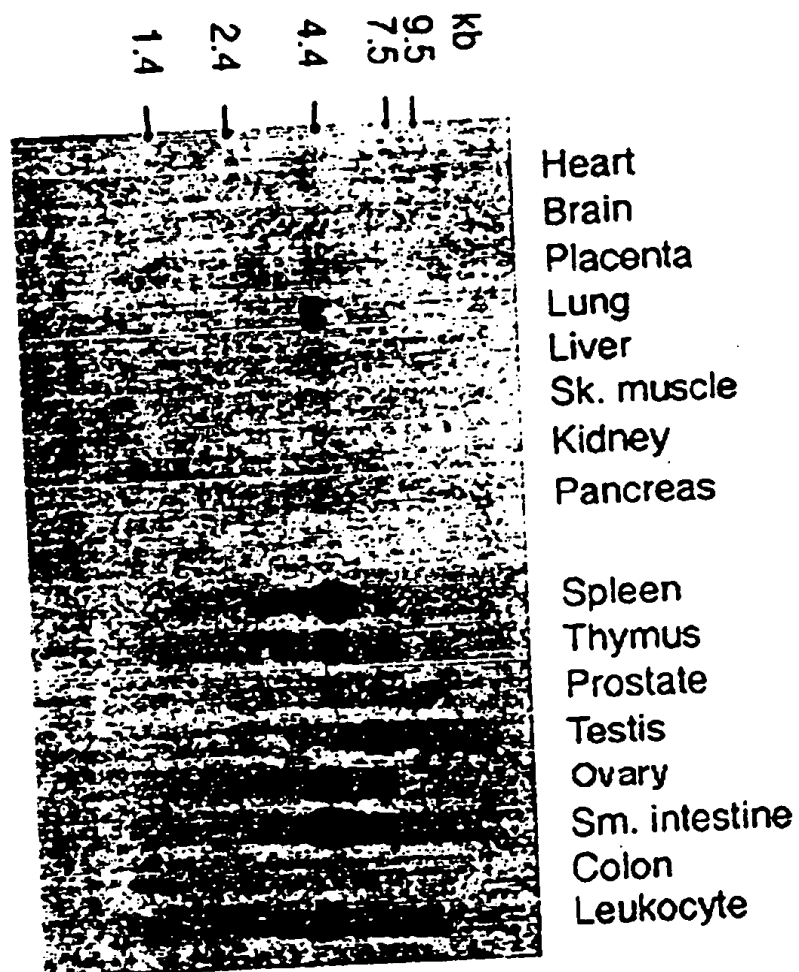 kb
9.5
7.5
4.4
2.4
1.4
Heart
Brain
Placenta
Lung
Liver
Sk. muscle
Kidney
Pancreas
Spleen
Thymus
Prostate
Testis
Ovary
Sm. intestine
Colon
Leukocyte